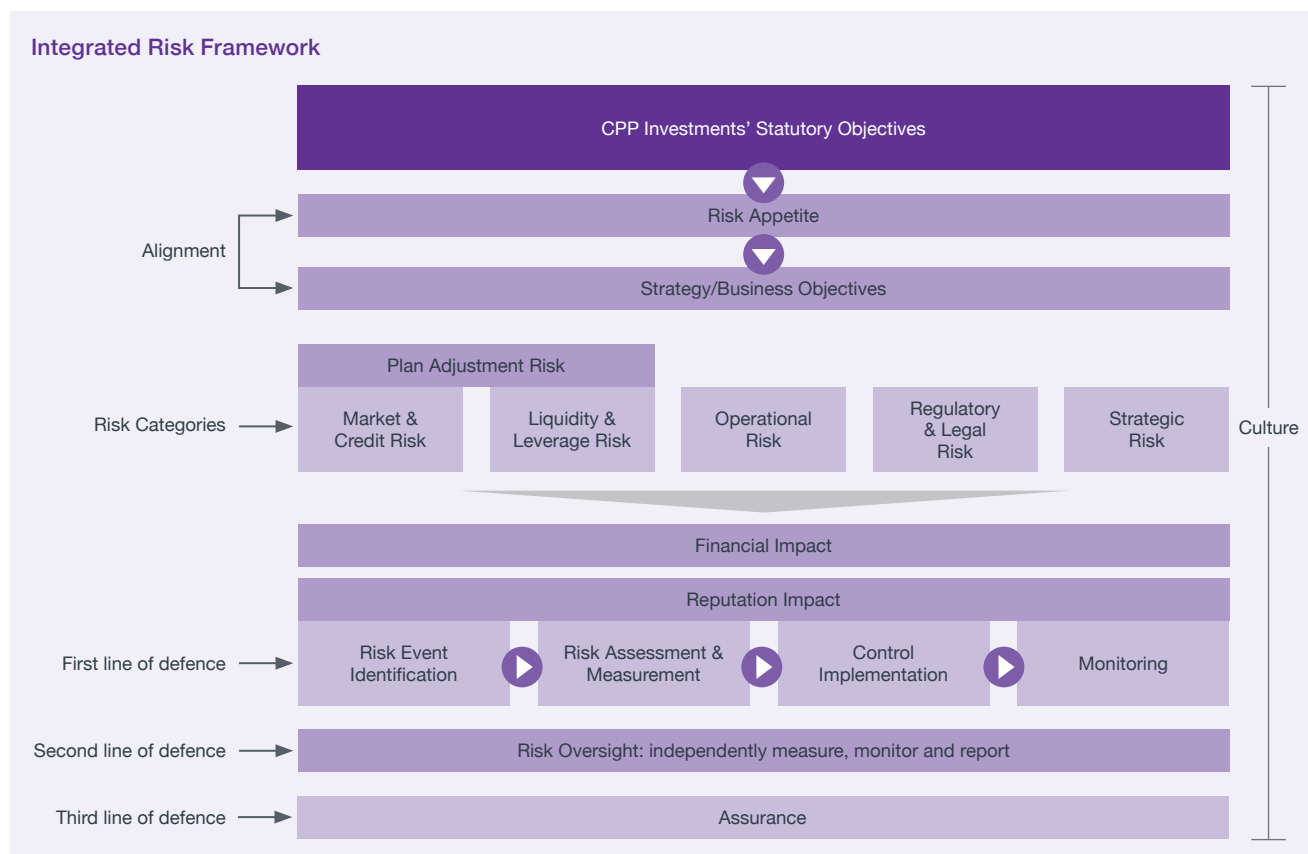 Integrated Risk Framework
CPP Investments’ Statutory Objectives
Risk Appetite
Alignment
Strategy/Business Objectives
Plan Adjustment Risk
Risk Categories
Market &
Credit Risk
Liquidity &
Leverage Risk
Operational
Risk
Regulatory
& Legal
Risk
Strategic
Risk
Culture
Financial Impact
Reputation Impact
First line of defence
Risk Event
Identification
Risk Assessment &
Measurement
Control
Implementation
Monitoring
Second line of defence
Risk Oversight: independently measure, monitor and report
Third line of defence
Assurance